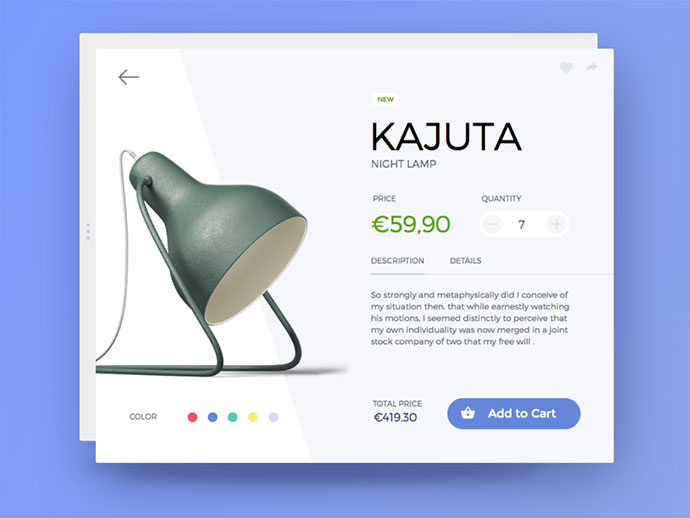 NEW
KAJUTA
NIGHT LAMP
PRICE
QUANTITY
€59,90
7
DESCRIPTION
DETAILS
So strongly and metaphysically did I conceive of
my situation then, that while earnestly watching
his motions, I seemed distinctly to perceive that
my own individuality was now merged in a joint
stock company of two that my free will .
COLOR
TOTAL PRICE
€419.30
Add to Cart